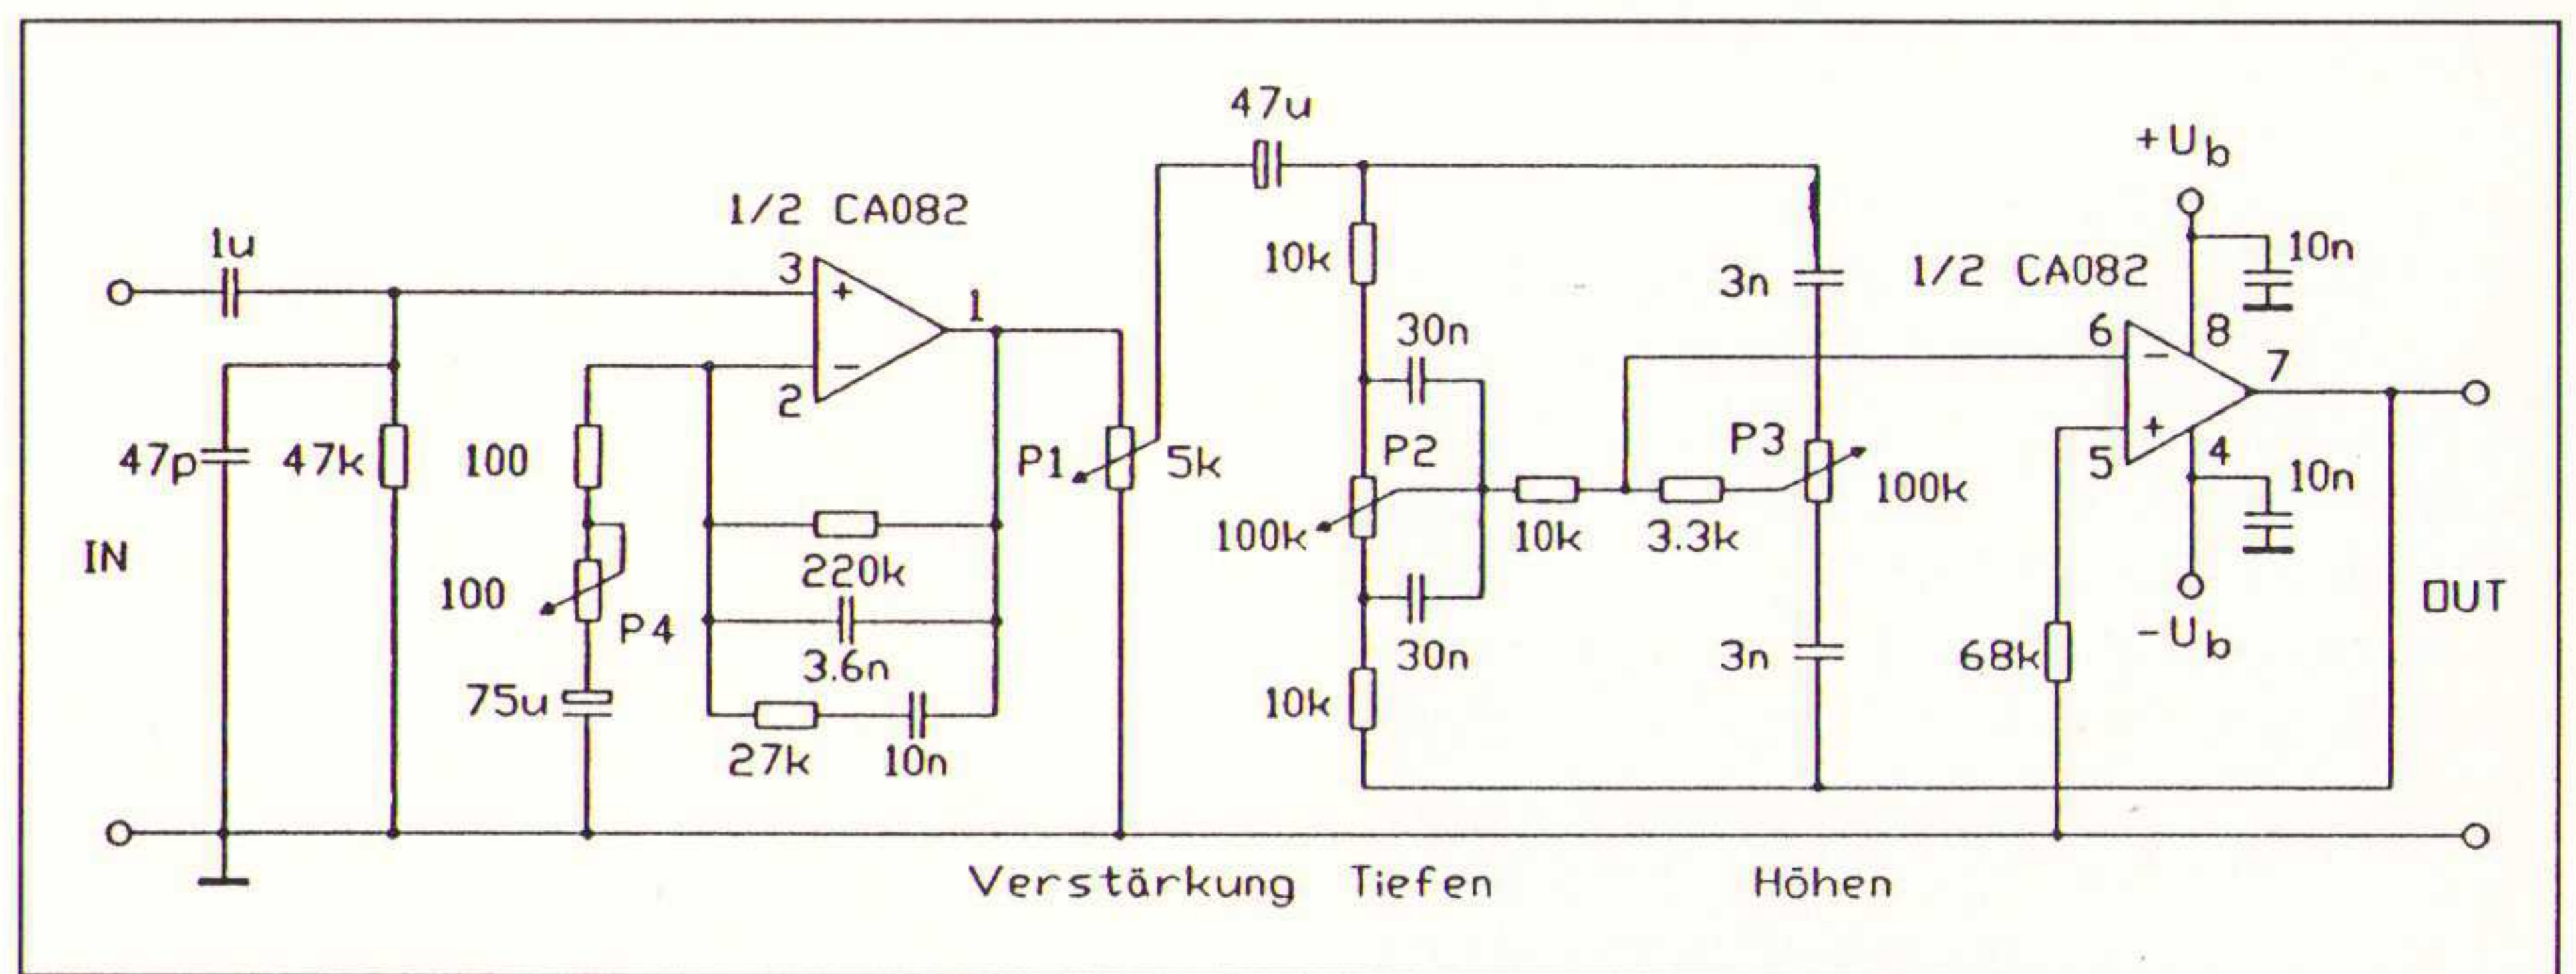 47u
+Ub
1/2 CA082
1u
10k
3n
1/2 CA082
10n
3
+
1
6
8
-
7
30n
2
-
47p
47k
100
P1
5k
P2
P3
+
5
4
10n
100k
10k
3.3k
100k
IN
220k
100
P4
3.6n
30n
3n
68k
-Ub
OUT
75u
10k
27k
10n
Verstärkung Tiefen Höhen